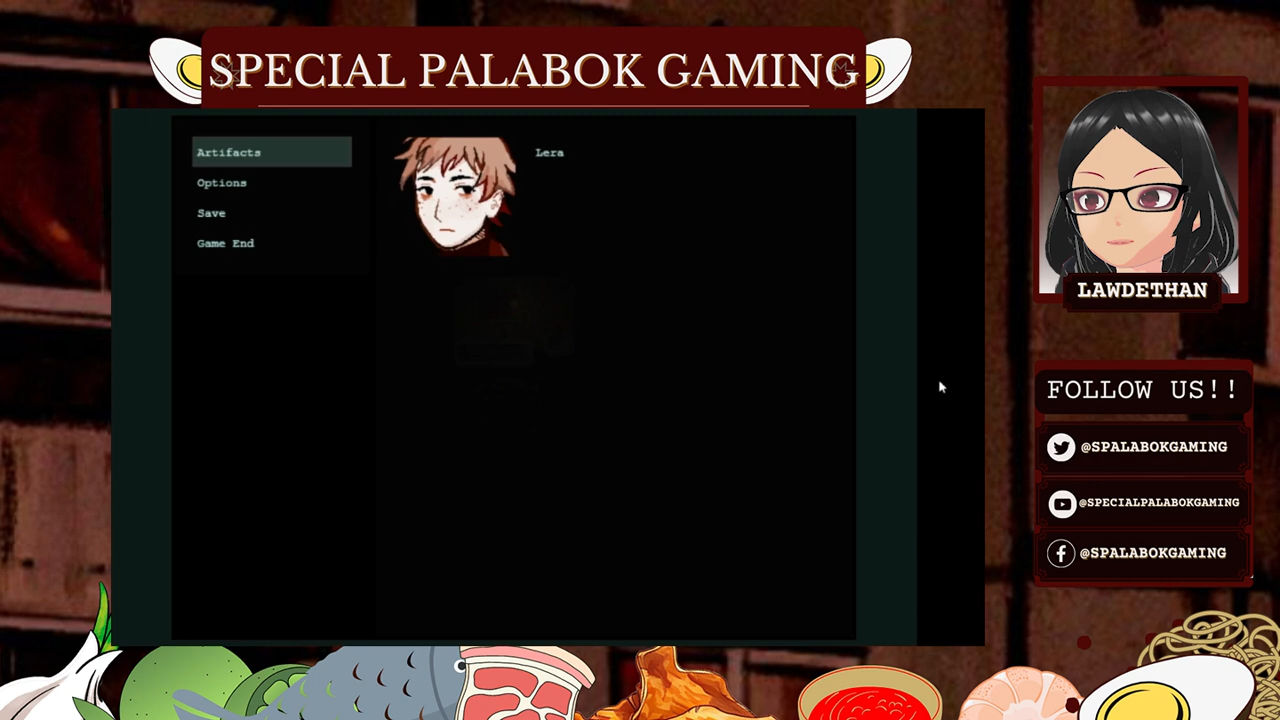 SPECIAL PALABOK GAMING
Artifacts
Options
Save
Game End
Lera
LAWDETHAN
FOLLOW US!!
@SPALABOKGAMING
@SPECIALPALABOKGAMING
@SPALABOKGAMING